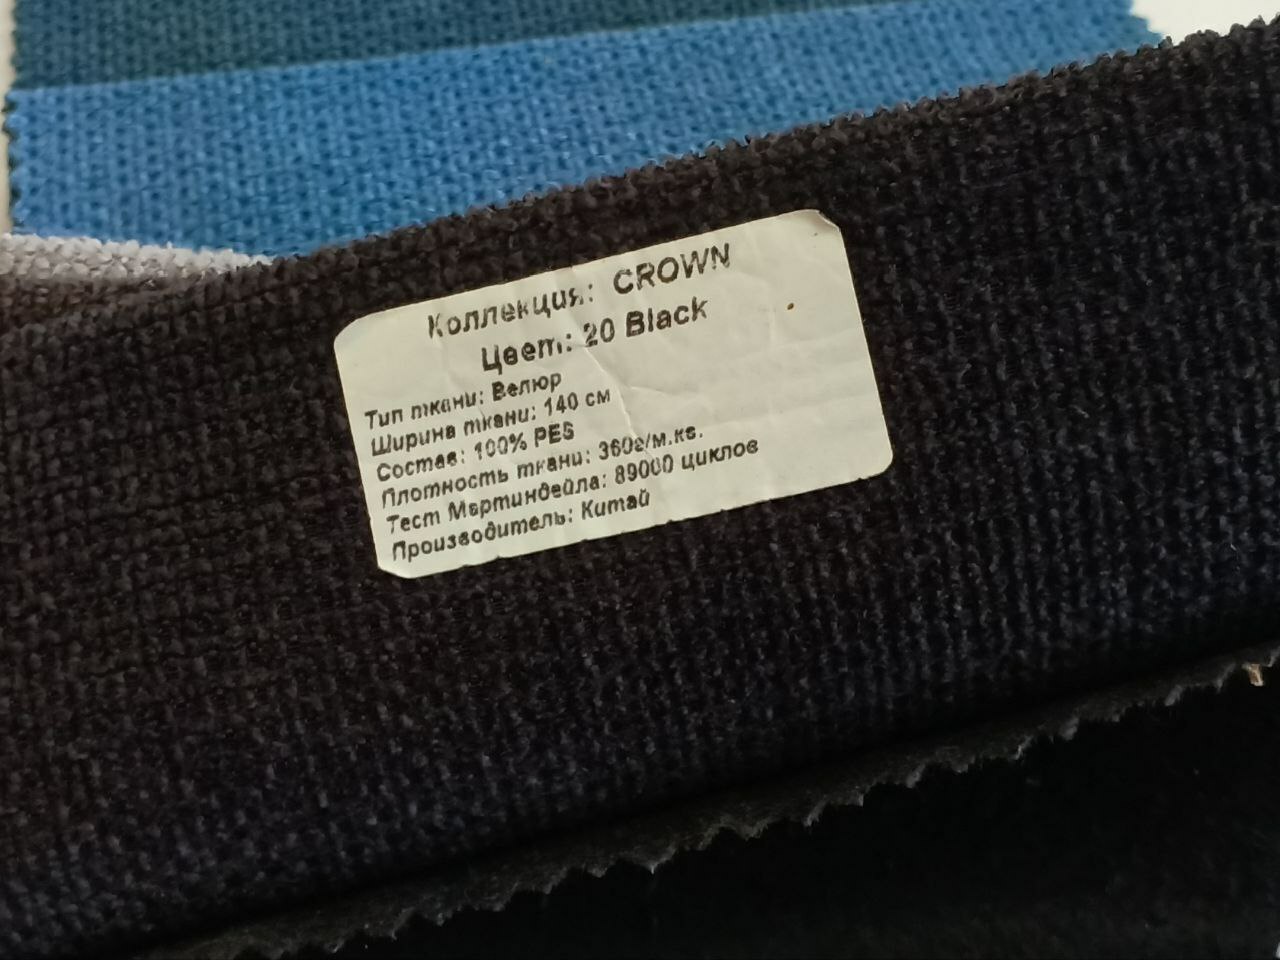 Коллекция: CROWN
Цвет: 20 Black
Тип ткани: Велюр
Ширина ткани: 140 см
Состав: 100% PES
Плотность ткани: 360г/м.кв.
Тест Мартиндейла: 89000 циклов
Производитель: Китай